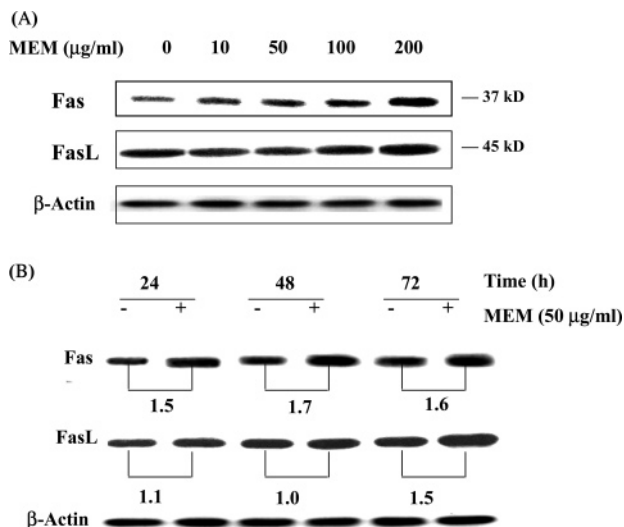 (A)
MEM (μg/ml) 0 10 50 100 200
Fas — 37 kD
FasL — 45 kD
β-Actin
(B)
24 48 72 Time (h)
- + - + - + MEM (50 μg/ml)
Fas
1.5 1.7 1.6
FasL
1.1 1.0 1.5
β-Actin